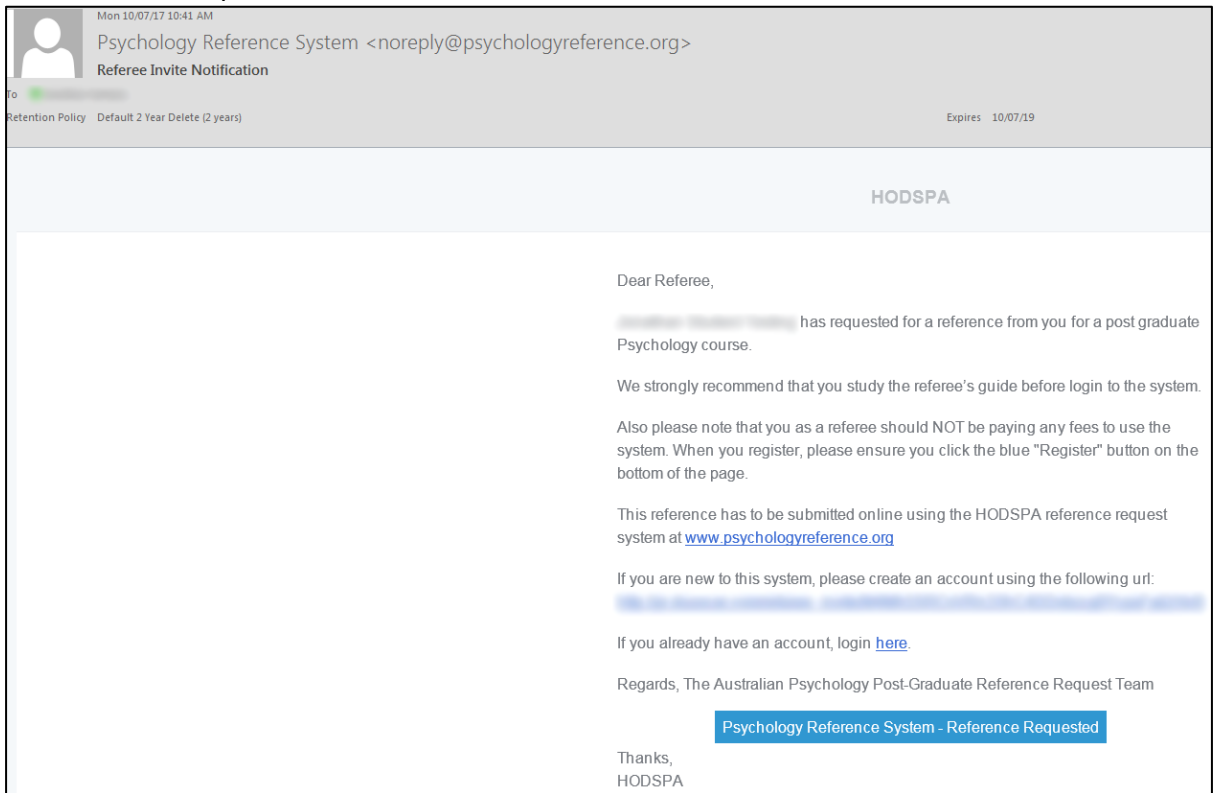 Mon 10/07/17 10:41 AM
Psychology Reference System <noreply@psychologyreference.org>
Referee Invite Notification
To
Retention Policy Default 2 Year Delete (2 years) Expires 10/07/19
HODSPA
Dear Referee,
has requested for a reference from you for a post graduate
Psychology course.
We strongly recommend that you study the referee's guide before login to the system.
Also please note that you as a referee should NOT be paying any fees to use the
system. When you register, please ensure you click the blue "Register" button on the
bottom of the page.
This reference has to be submitted online using the HODSPA reference request
system at www.psychologyreference.org
If you are new to this system, please create an account using the following url:
If you already have an account, login here.
Regards, The Australian Psychology Post-Graduate Reference Request Team
Psychology Reference System - Reference Requested
Thanks,
HODSPA